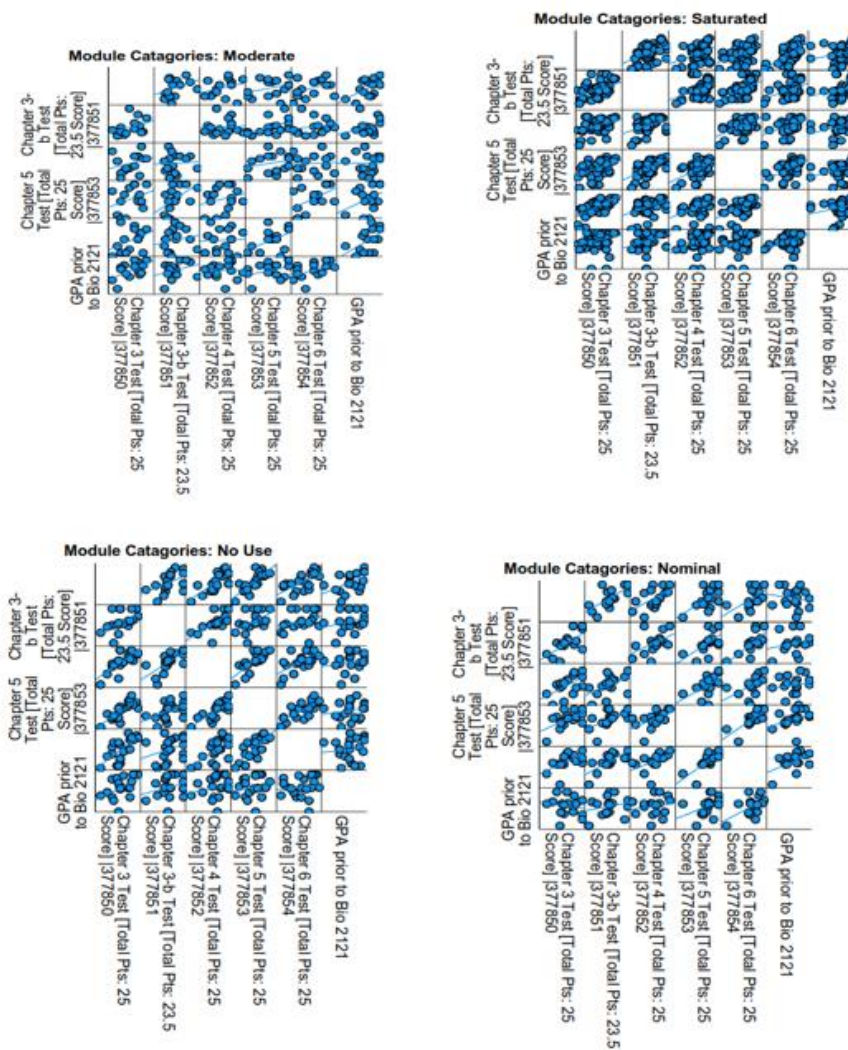 Module Catagories: Moderate
Chapter 3-
b Test
[Total Pts:
23.5 Score]
|377851
Chapter 5
Test [Total
Pts: 25
Score]
|377853
GPA prior
to Bio 2121
Chapter 3 Test [Total Pts: 25
Score] |377850
Chapter 3-b Test [Total Pts: 23.5
Score] |377851
Chapter 4 Test [Total Pts: 25
Score] |377852
Chapter 5 Test [Total Pts: 25
Score] |377853
Chapter 6 Test [Total Pts: 25
Score] |377854
GPA prior to Bio 2121
Module Catagories: Saturated
Chapter 3-
b Test
[Total Pts:
23.5 Score]
|377851
Chapter 5
Test [Total
Pts: 25
Score]
|377853
GPA prior
to Bio 2121
Chapter 3 Test [Total Pts: 25
Score] |377850
Chapter 3-b Test [Total Pts: 23.5
Score] |377851
Chapter 4 Test [Total Pts: 25
Score] |377852
Chapter 5 Test [Total Pts: 25
Score] |377853
Chapter 6 Test [Total Pts: 25
Score] |377854
GPA prior to Bio 2121
Module Catagories: No Use
Chapter 3-
b Test
[Total Pts:
23.5 Score]
|377851
Chapter 5
Test [Total
Pts: 25
Score]
|377853
GPA prior
to Bio 2121
Chapter 3 Test [Total Pts: 25
Score] |377850
Chapter 3-b Test [Total Pts: 23.5
Score] |377851
Chapter 4 Test [Total Pts: 25
Score] |377852
Chapter 5 Test [Total Pts: 25
Score] |377853
Chapter 6 Test [Total Pts: 25
Score] |377854
GPA prior to Bio 2121
Module Catagories: Nominal
Chapter 3-
b Test
[Total Pts:
23.5 Score]
|377851
Chapter 5
Test [Total
Pts: 25
Score]
|377853
GPA prior
to Bio 2121
Chapter 3 Test [Total Pts: 25
Score] |377850
Chapter 3-b Test [Total Pts: 23.5
Score] |377851
Chapter 4 Test [Total Pts: 25
Score] |377852
Chapter 5 Test [Total Pts: 25
Score] |377853
Chapter 6 Test [Total Pts: 25
Score] |377854
GPA prior to Bio 2121